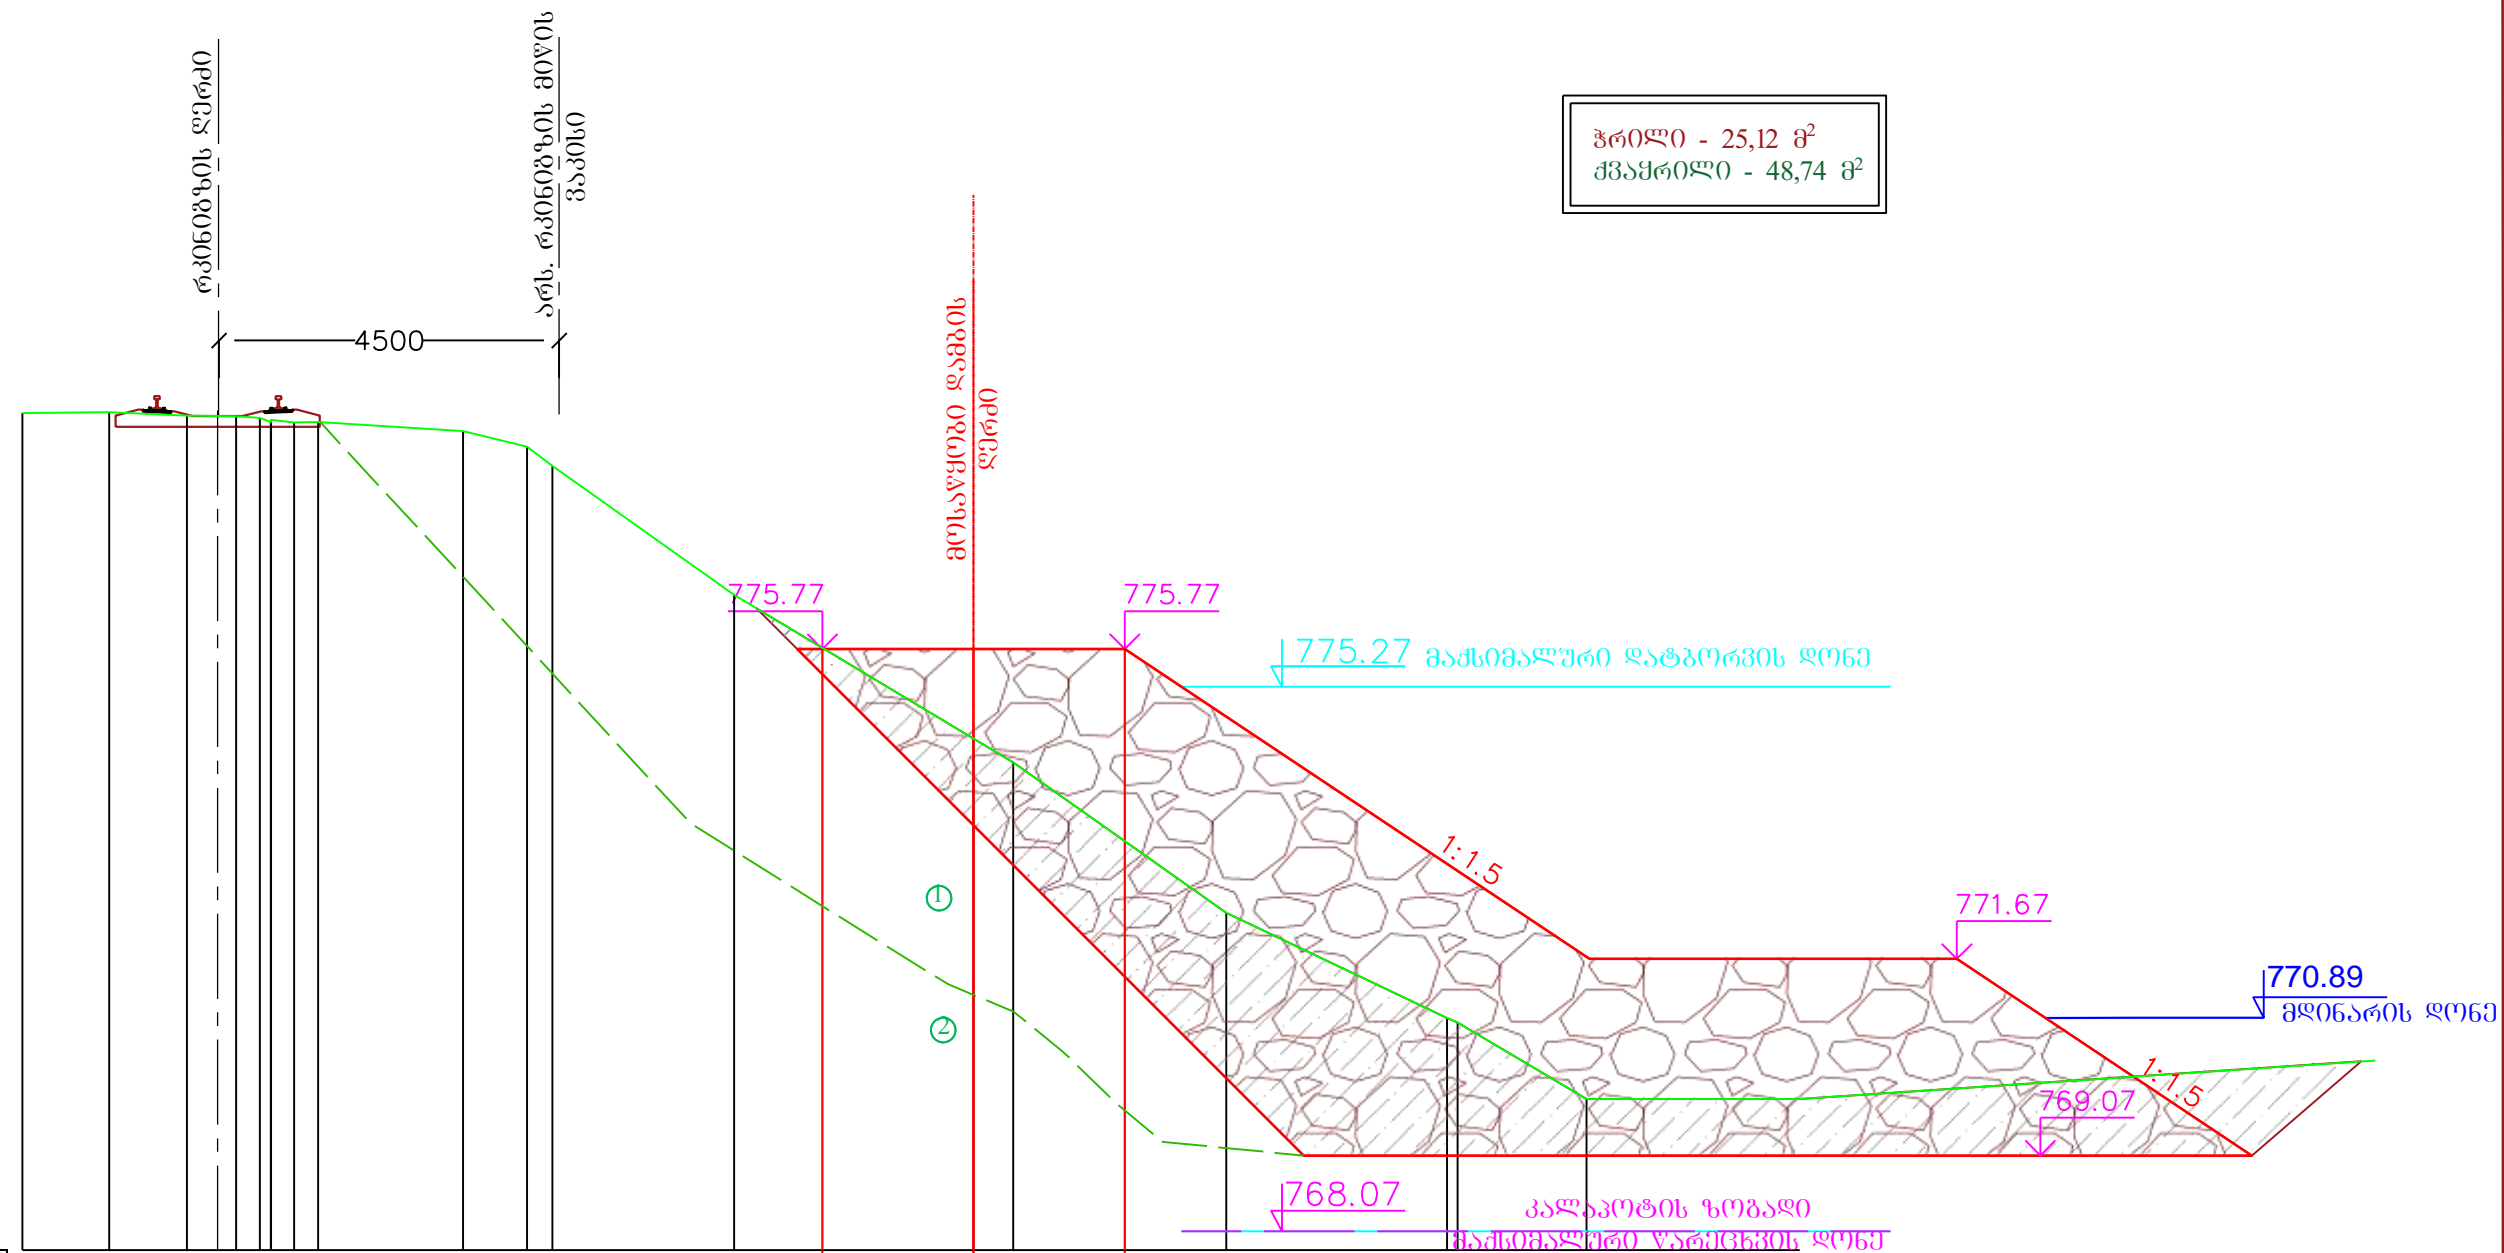 რკინიგზის ღერძი
არს. რკინიგზის მიწის
ვაკისი
4500
მოსაწყობი დამბის
ღერძი
ჭრილი - 25,12 მ²
ქვაყრილი - 48,74 მ²
775.77
775.77
775.27 მაქსიმალური დატბორვის დონე
1:1.5
771.67
770.89
მდინარის დონე
1:1.5
769.07
1
2
768.07
კალაპოტის ზოგადი
მაქსიმალური წარეცხვის დონე